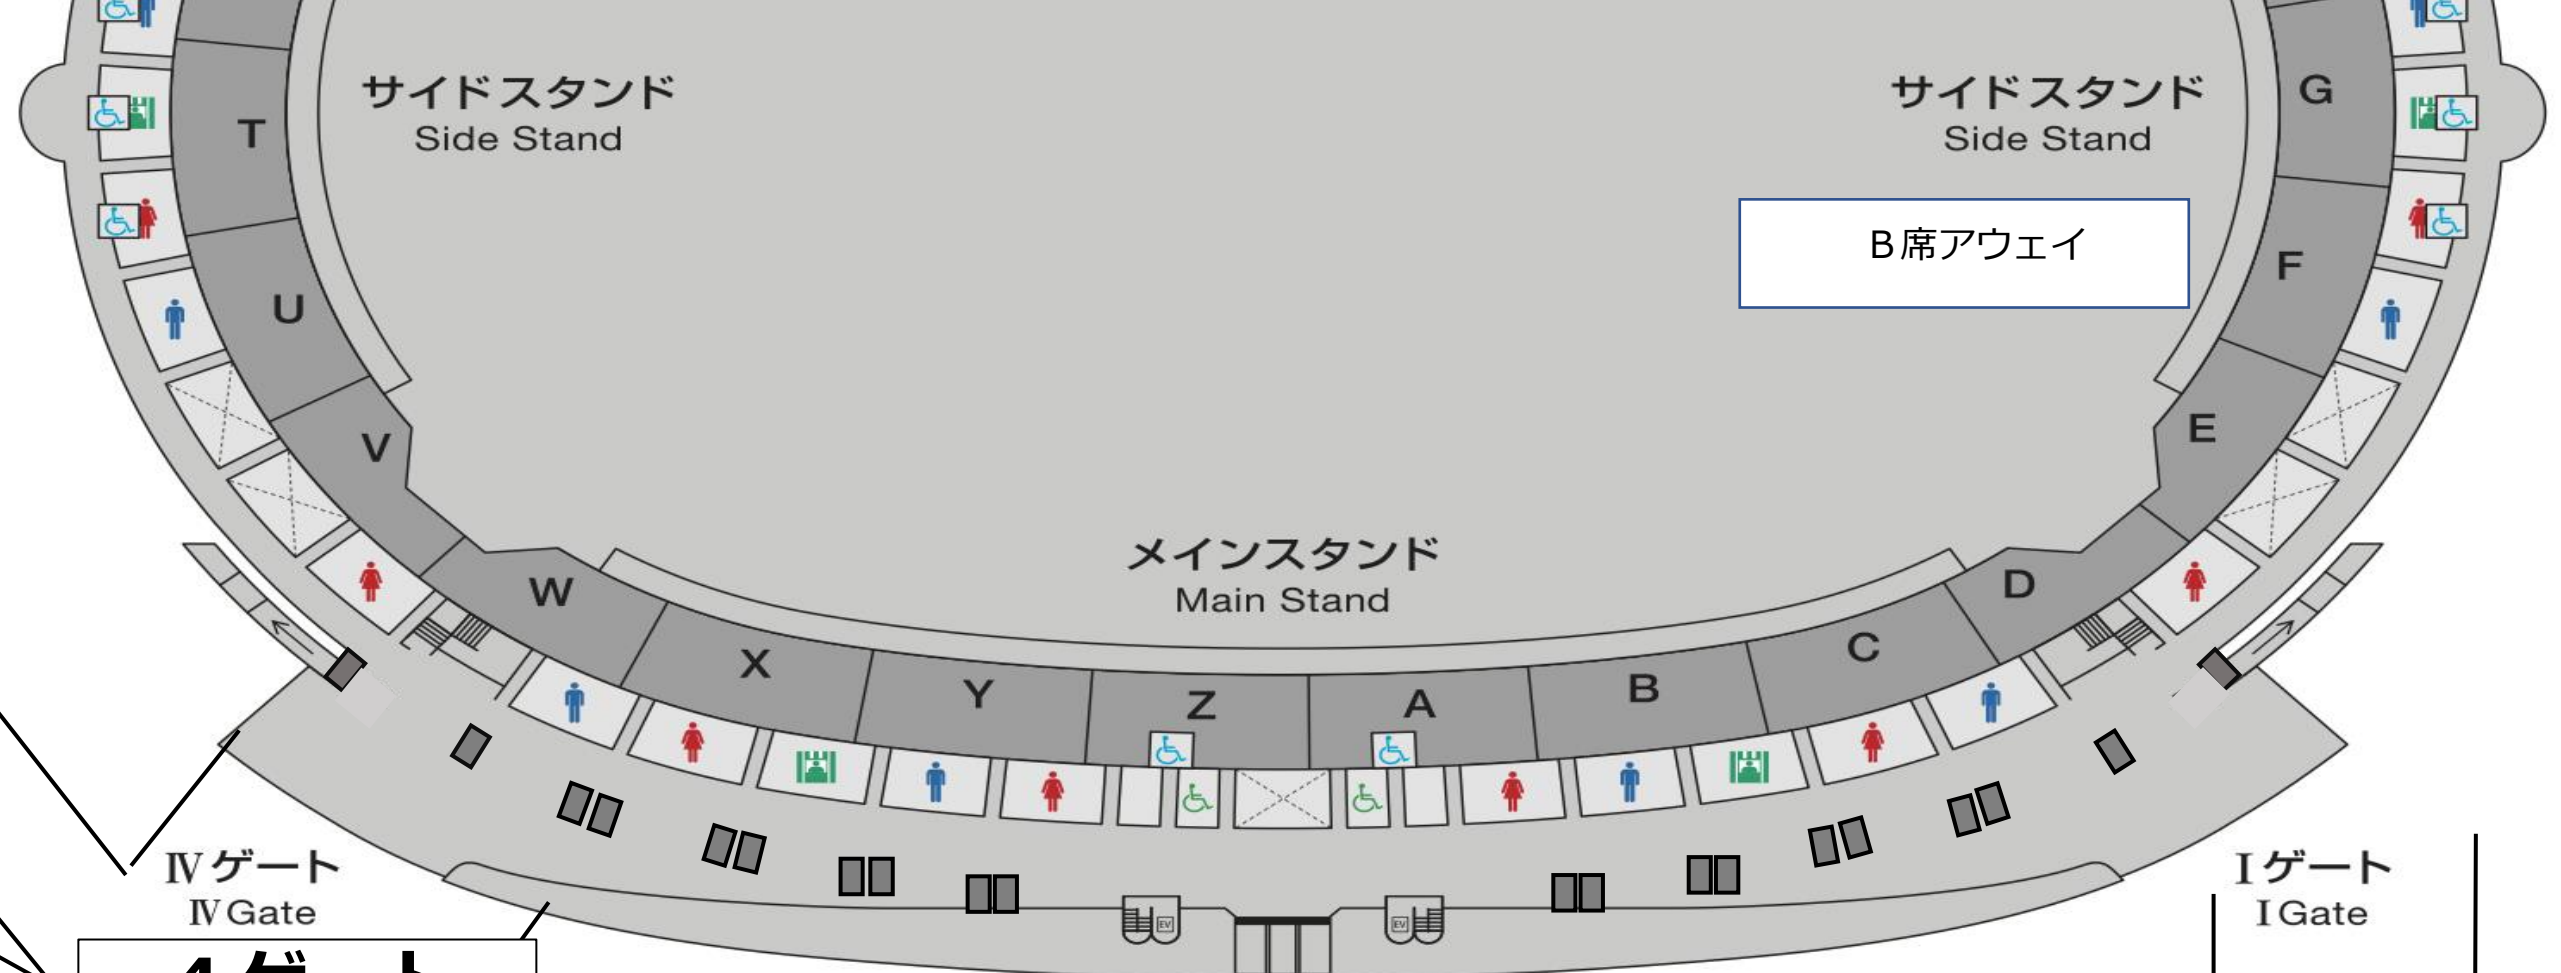 サイドスタンド
Side Stand
サイドスタンド
Side Stand
G
T
B席アウェイ
F
U
E
V
メインスタンド
Main Stand
D
W
C
X
B
Y
Z
A
IVゲート
IV Gate
Iゲート
I Gate
EV
EV